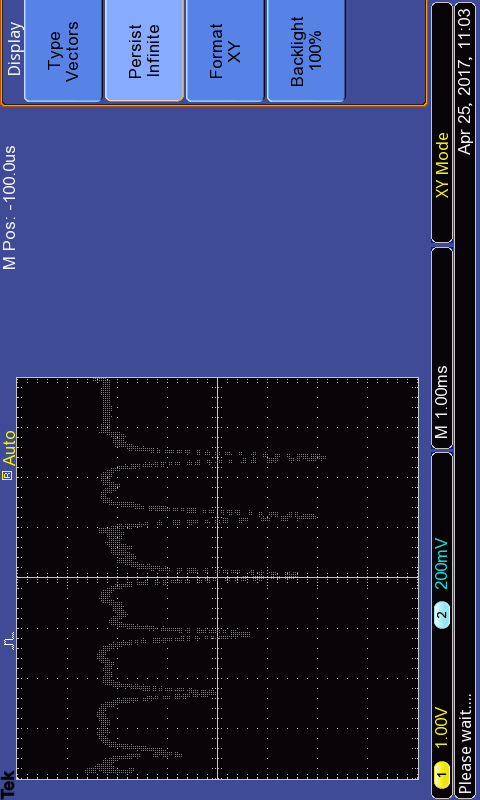 Tek
Auto
M Pos: -100.0us
Display
Type
Vectors
Persist
Infinite
Format
XY
Backlight
100%
1 1.00V
2 200mV
M 1.00ms
XY Mode
Please wait....
Apr 25, 2017, 11:03